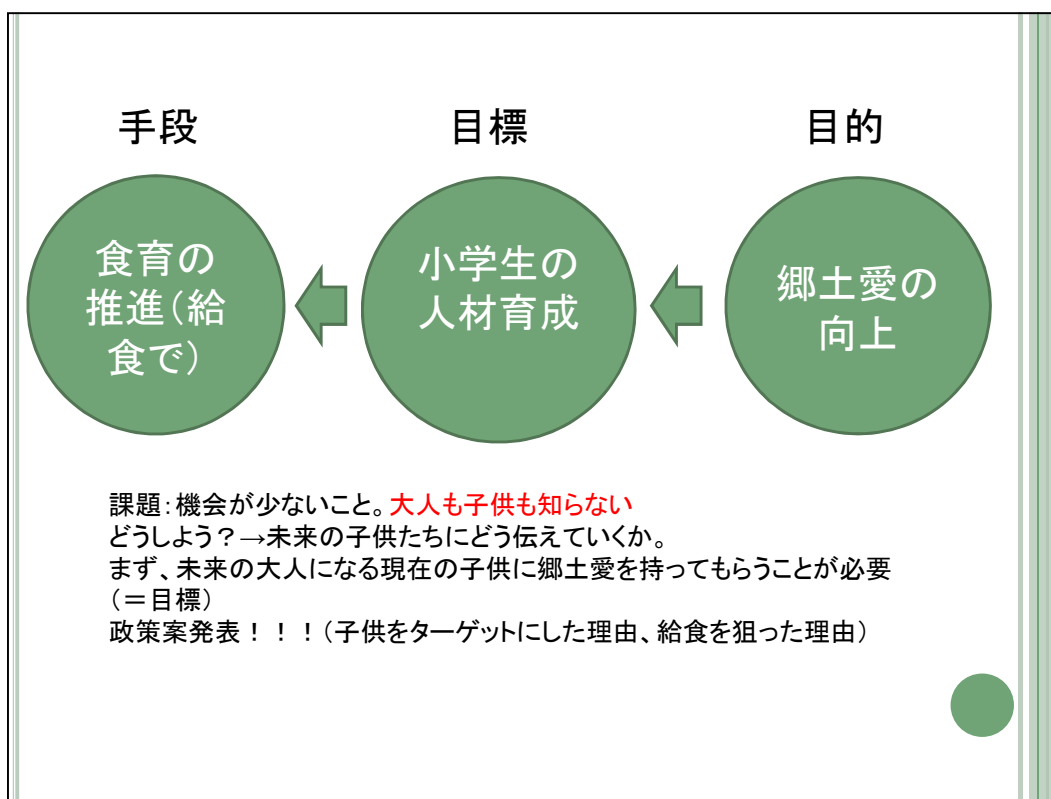 手段
目標
目的
食育の
推進(給
食で)
小学生の
人材育成
郷土愛の
向上
課題:機会が少ないこと。大人も子供も知らない
どうしよう?→未来の子供たちにどう伝えていくか。
まず、未来の大人になる現在の子供に郷土愛を持ってもらうことが必要
(=目標)
政策案発表!!!(子供をターゲットにした理由、給食を狙った理由)